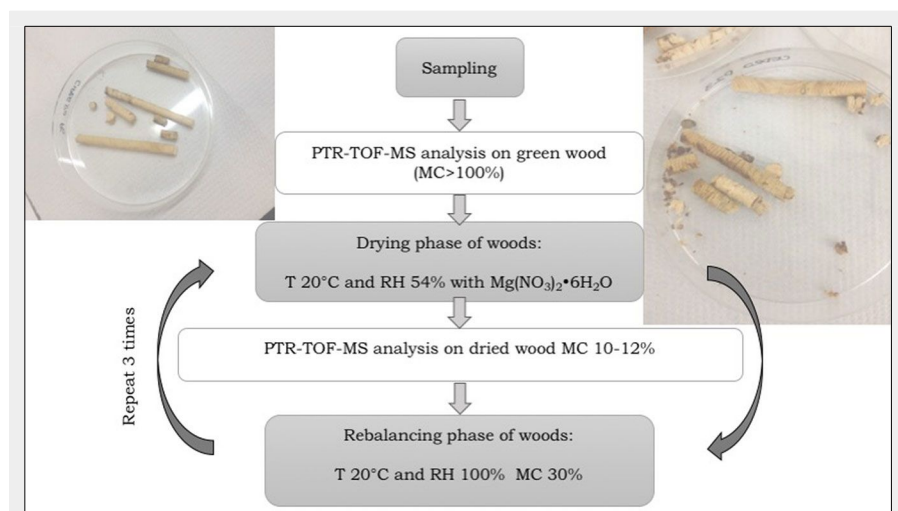 Sampling
PTR-TOF-MS analysis on green wood
(MC>100%)
Drying phase of woods:
T 20°C and RH 54% with Mg(NO₃)₂•6H₂O
PTR-TOF-MS analysis on dried wood MC 10-12%
Repeat 3 times
Rebalancing phase of woods:
T 20°C and RH 100%  MC 30%